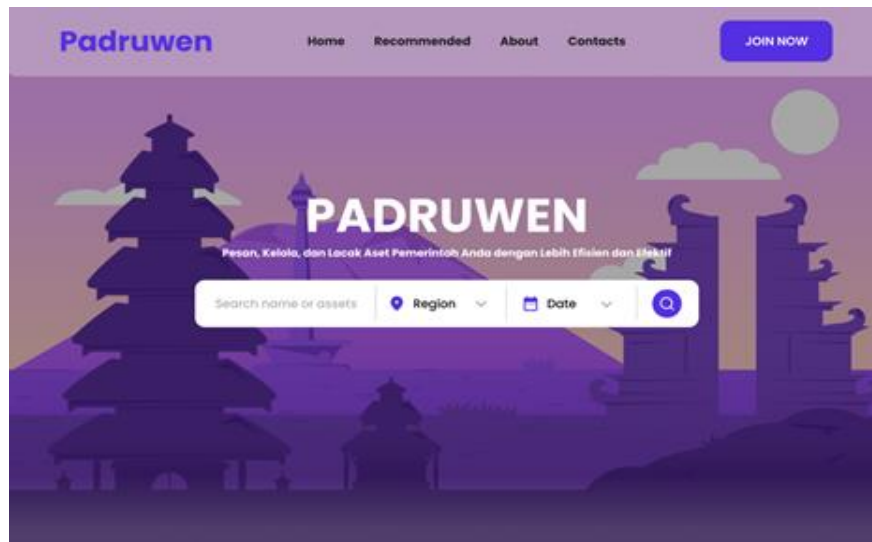 Padruwen
Home Recommended About Contacts
JOIN NOW
PADRUWEN
Pesan, Kelola, dan Lacak Aset Pemerintah Anda dengan Lebih Efisien dan Efektif
Search name or assets Region Date